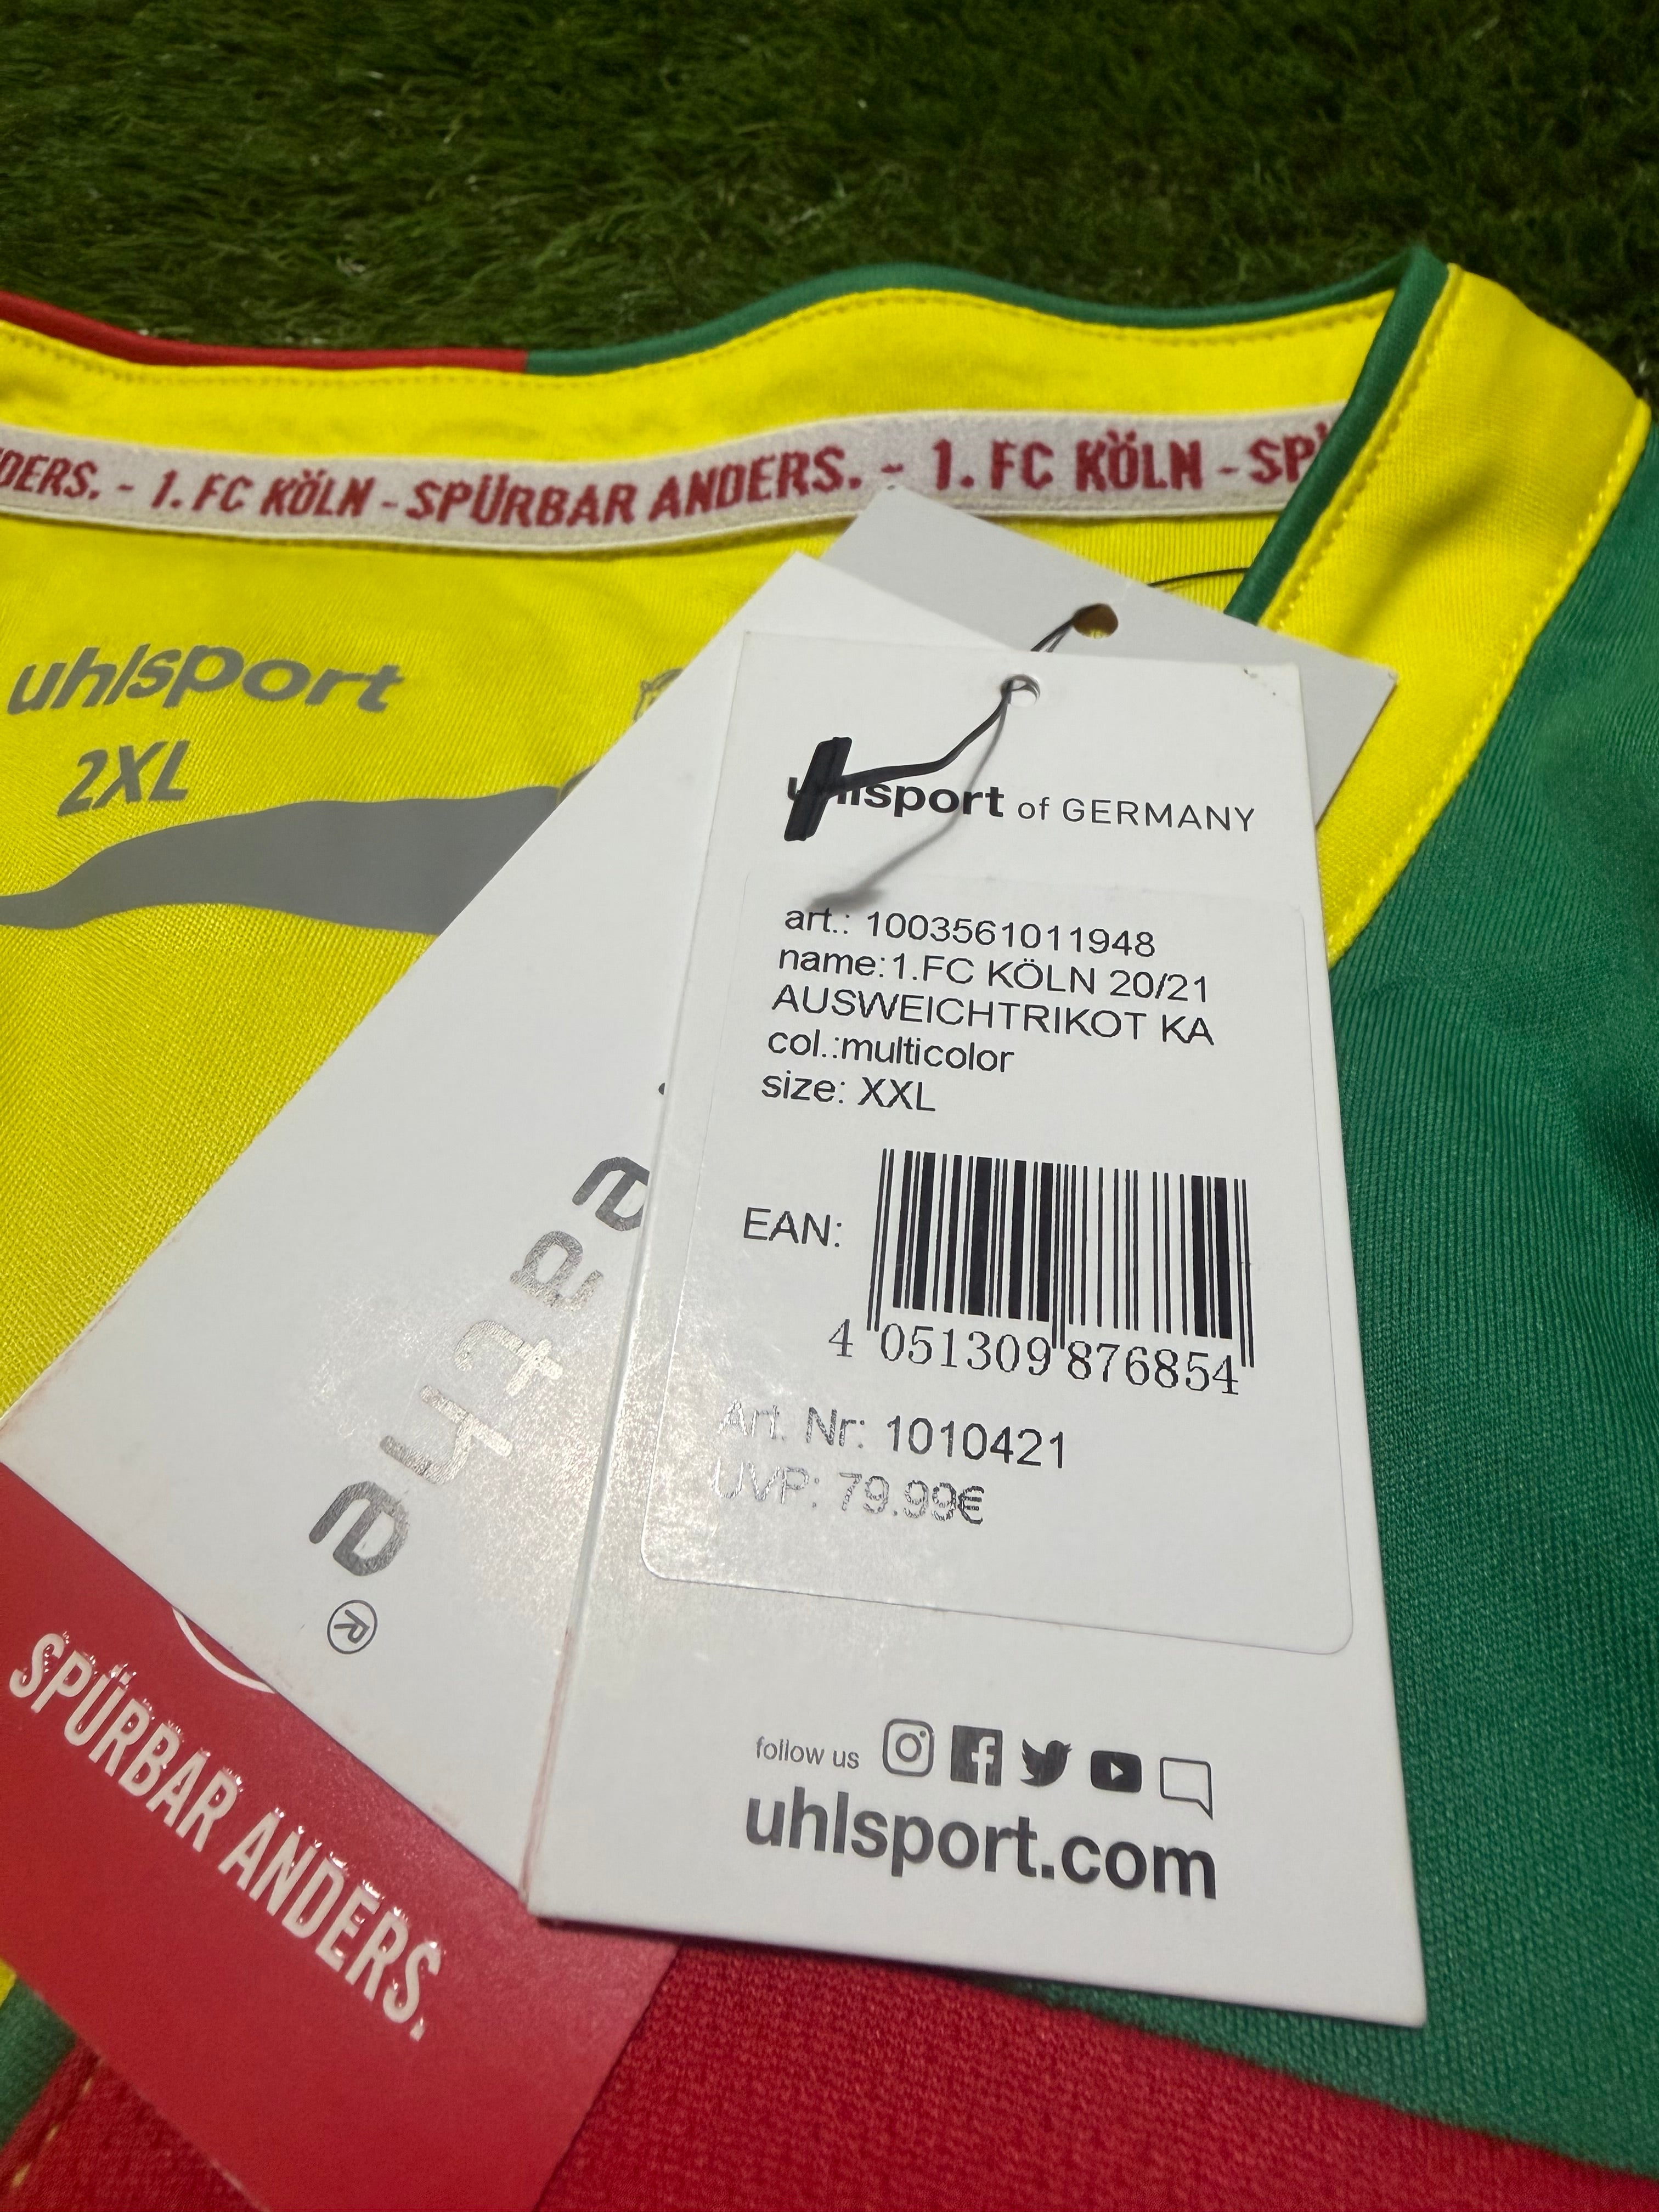 DERS. - 1. FC KÖLN - SPÜRBAR ANDERS. - 1. FC KÖLN - SP
uhlsport
2XL
uhlsport of GERMANY
art.: 1003561011948
name:1.FC KÖLN 20/21
AUSWEICHTRIKOT KA
col.:multicolor
size: XXL
EAN:
4 051309 876854
Art. Nr: 1010421
UVP: 79.99€
follow us
uhlsport.com
®
SPÜRBAR ANDERS.